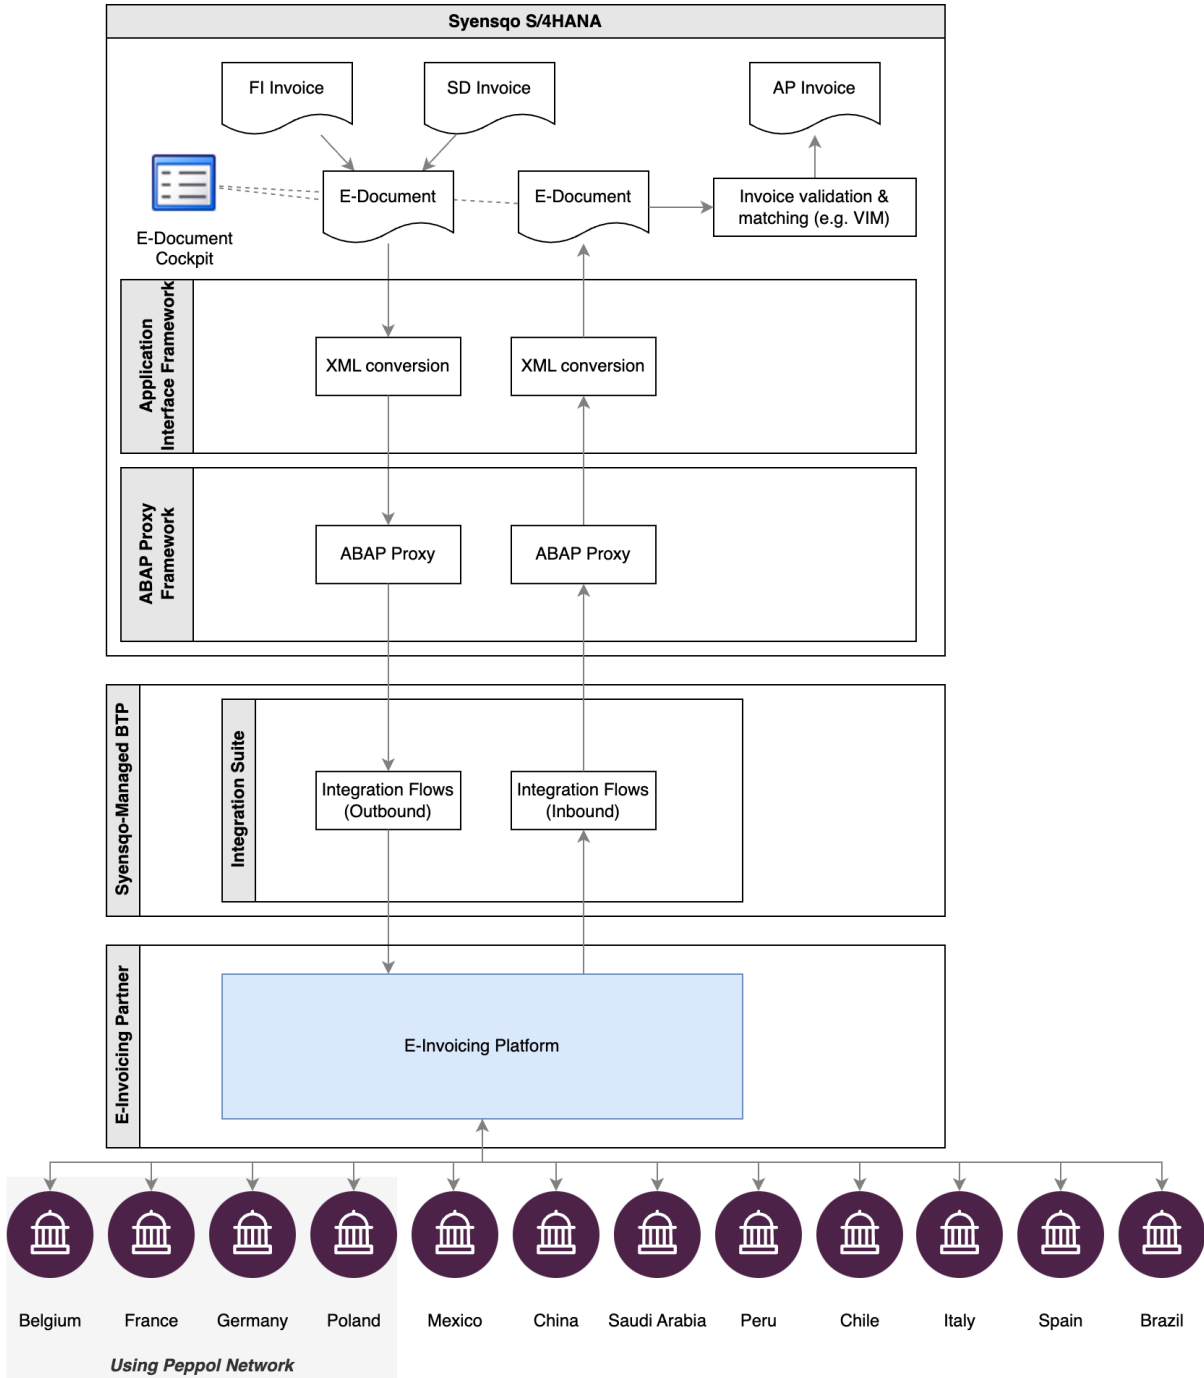 Syensqo S/4HANA
FI Invoice
SD Invoice
AP Invoice
E-Document
Cockpit
E-Document
E-Document
Invoice validation &
matching (e.g. VIM)
Application
Interface Framework
XML conversion
XML conversion
ABAP Proxy
Framework
ABAP Proxy
ABAP Proxy
Syensqo-Managed BTP
Integration Suite
Integration Flows
(Outbound)
Integration Flows
(Inbound)
E-Invoicing Partner
E-Invoicing Platform
Belgium
France
Germany
Poland
Mexico
China
Saudi Arabia
Peru
Chile
Italy
Spain
Brazil
Using Peppol Network